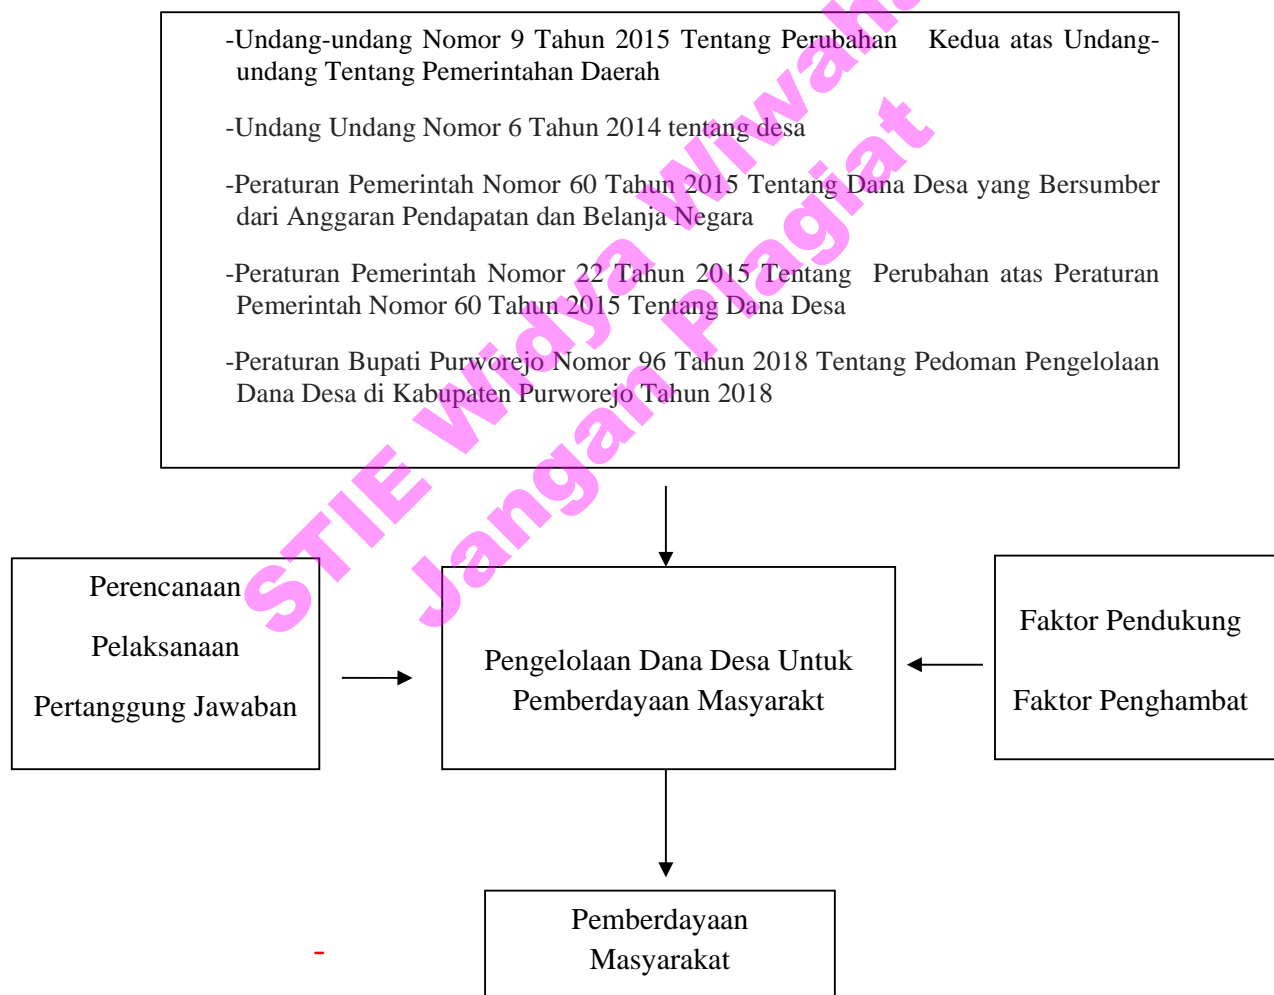 -Undang-undang Nomor 9 Tahun 2015 Tentang Perubahan Kedua atas Undang-
undang Tentang Pemerintahan Daerah
-Undang Undang Nomor 6 Tahun 2014 tentang desa
-Peraturan Pemerintah Nomor 60 Tahun 2015 Tentang Dana Desa yang Bersumber
dari Anggaran Pendapatan dan Belanja Negara
-Peraturan Pemerintah Nomor 22 Tahun 2015 Tentang Perubahan atas Peraturan
Pemerintah Nomor 60 Tahun 2015 Tentang Dana Desa
-Peraturan Bupati Purworejo Nomor 96 Tahun 2018 Tentang Pedoman Pengelolaan
Dana Desa di Kabupaten Purworejo Tahun 2018
Perencanaan
Pelaksanaan
Pertanggung Jawaban
Pengelolaan Dana Desa Untuk
Pemberdayaan Masyarakt
Faktor Pendukung
Faktor Penghambat
Pemberdayaan
Masyarakat
-
STIE Widya Wiwaha
Jangan Plagiat